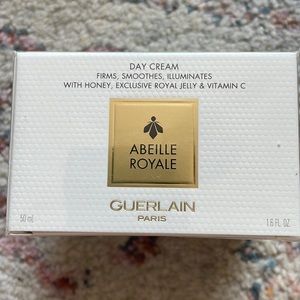 DAY CREAM
FIRMS, SMOOTHES, ILLUMINATES
WITH HONEY, EXCLUSIVE ROYAL JELLY & VITAMIN C
ABEILLE
ROYALE
GUERLAIN
PARIS
50 ml
1.6 FL. OZ